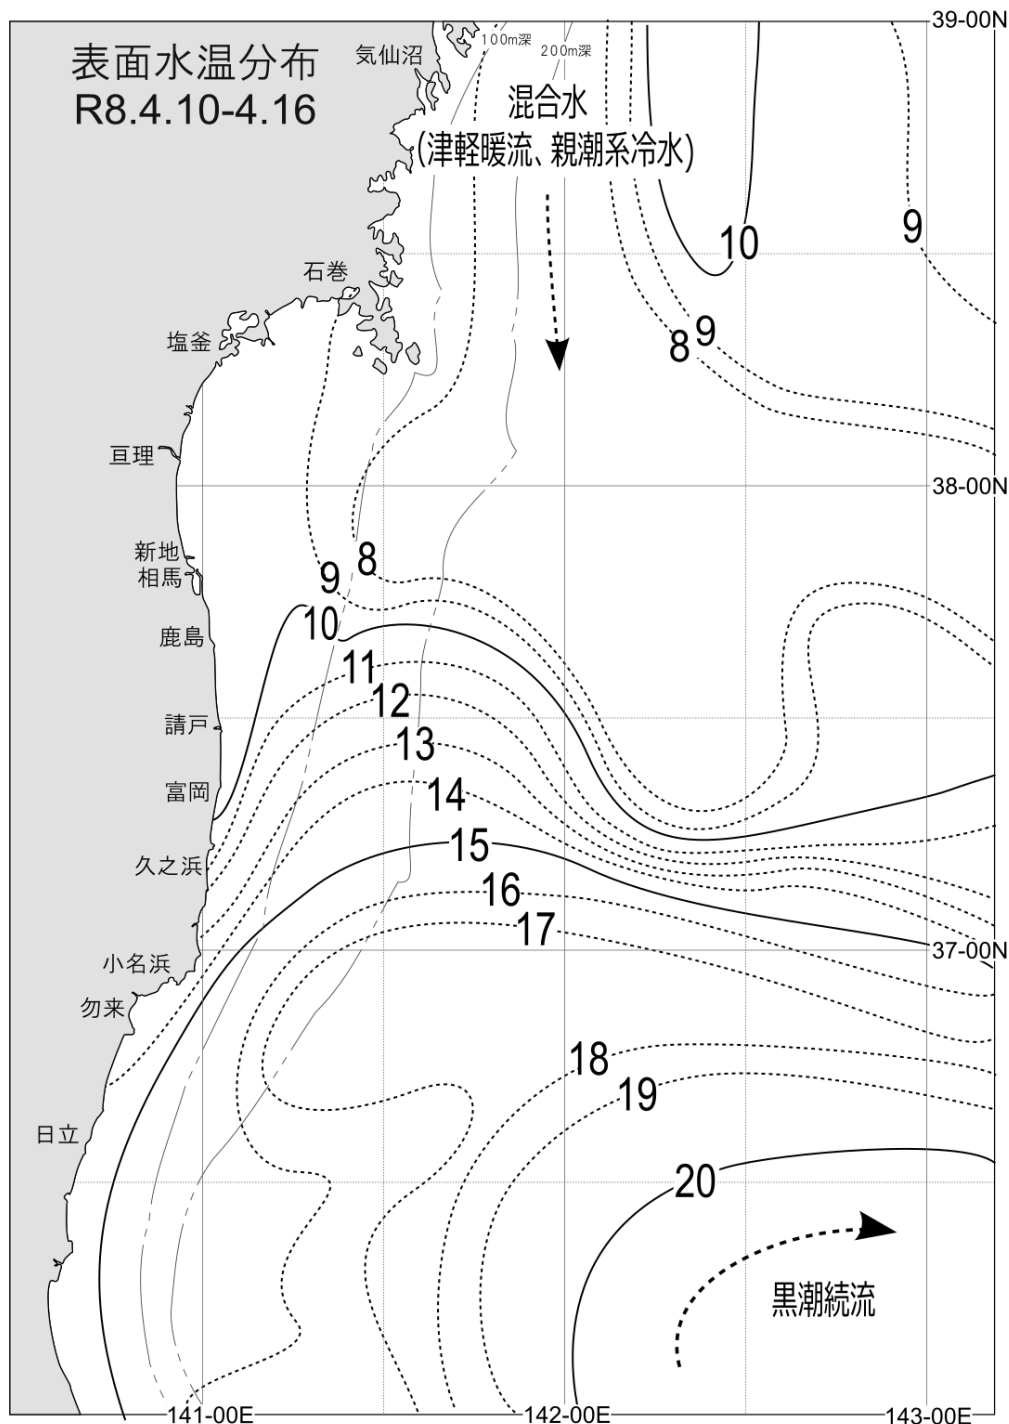 39-00N
表面水温分布
R8.4.10-4.16
気仙沼
100m深
200m深
混合水
(津軽暖流、親潮系冷水)
9
10
石巻
塩釜
9
8
亘理
38-00N
新地
相馬
8
9
10
鹿島
11
12
請戸
13
富岡
14
15
久之浜
16
17
37-00N
小名浜
勿来
18
19
日立
20
黒潮続流
141-00E
142-00E
143-00E